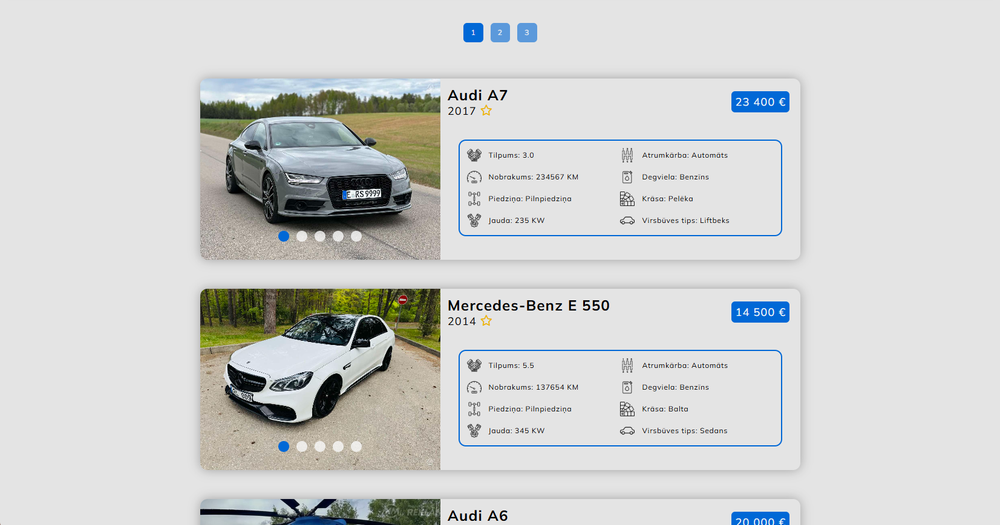 1 2 3
Audi A7
2017
23 400 €
Tilpums: 3.0
Atrumkārba: Automāts
Nobrakums: 234567 KM
Degviela: Benzīns
Piedziņa: Pilnpiedziņa
Krāsa: Pelēka
Jauda: 235 KW
Virsbūves tips: Liftbeks
E RS 9999
Mercedes-Benz E 550
2014
14 500 €
Tilpums: 5.5
Atrumkārba: Automāts
Nobrakums: 137654 KM
Degviela: Benzīns
Piedziņa: Pilnpiedziņa
Krāsa: Balta
Jauda: 345 KW
Virsbūves tips: Sedans
Audi A6
20 000 €